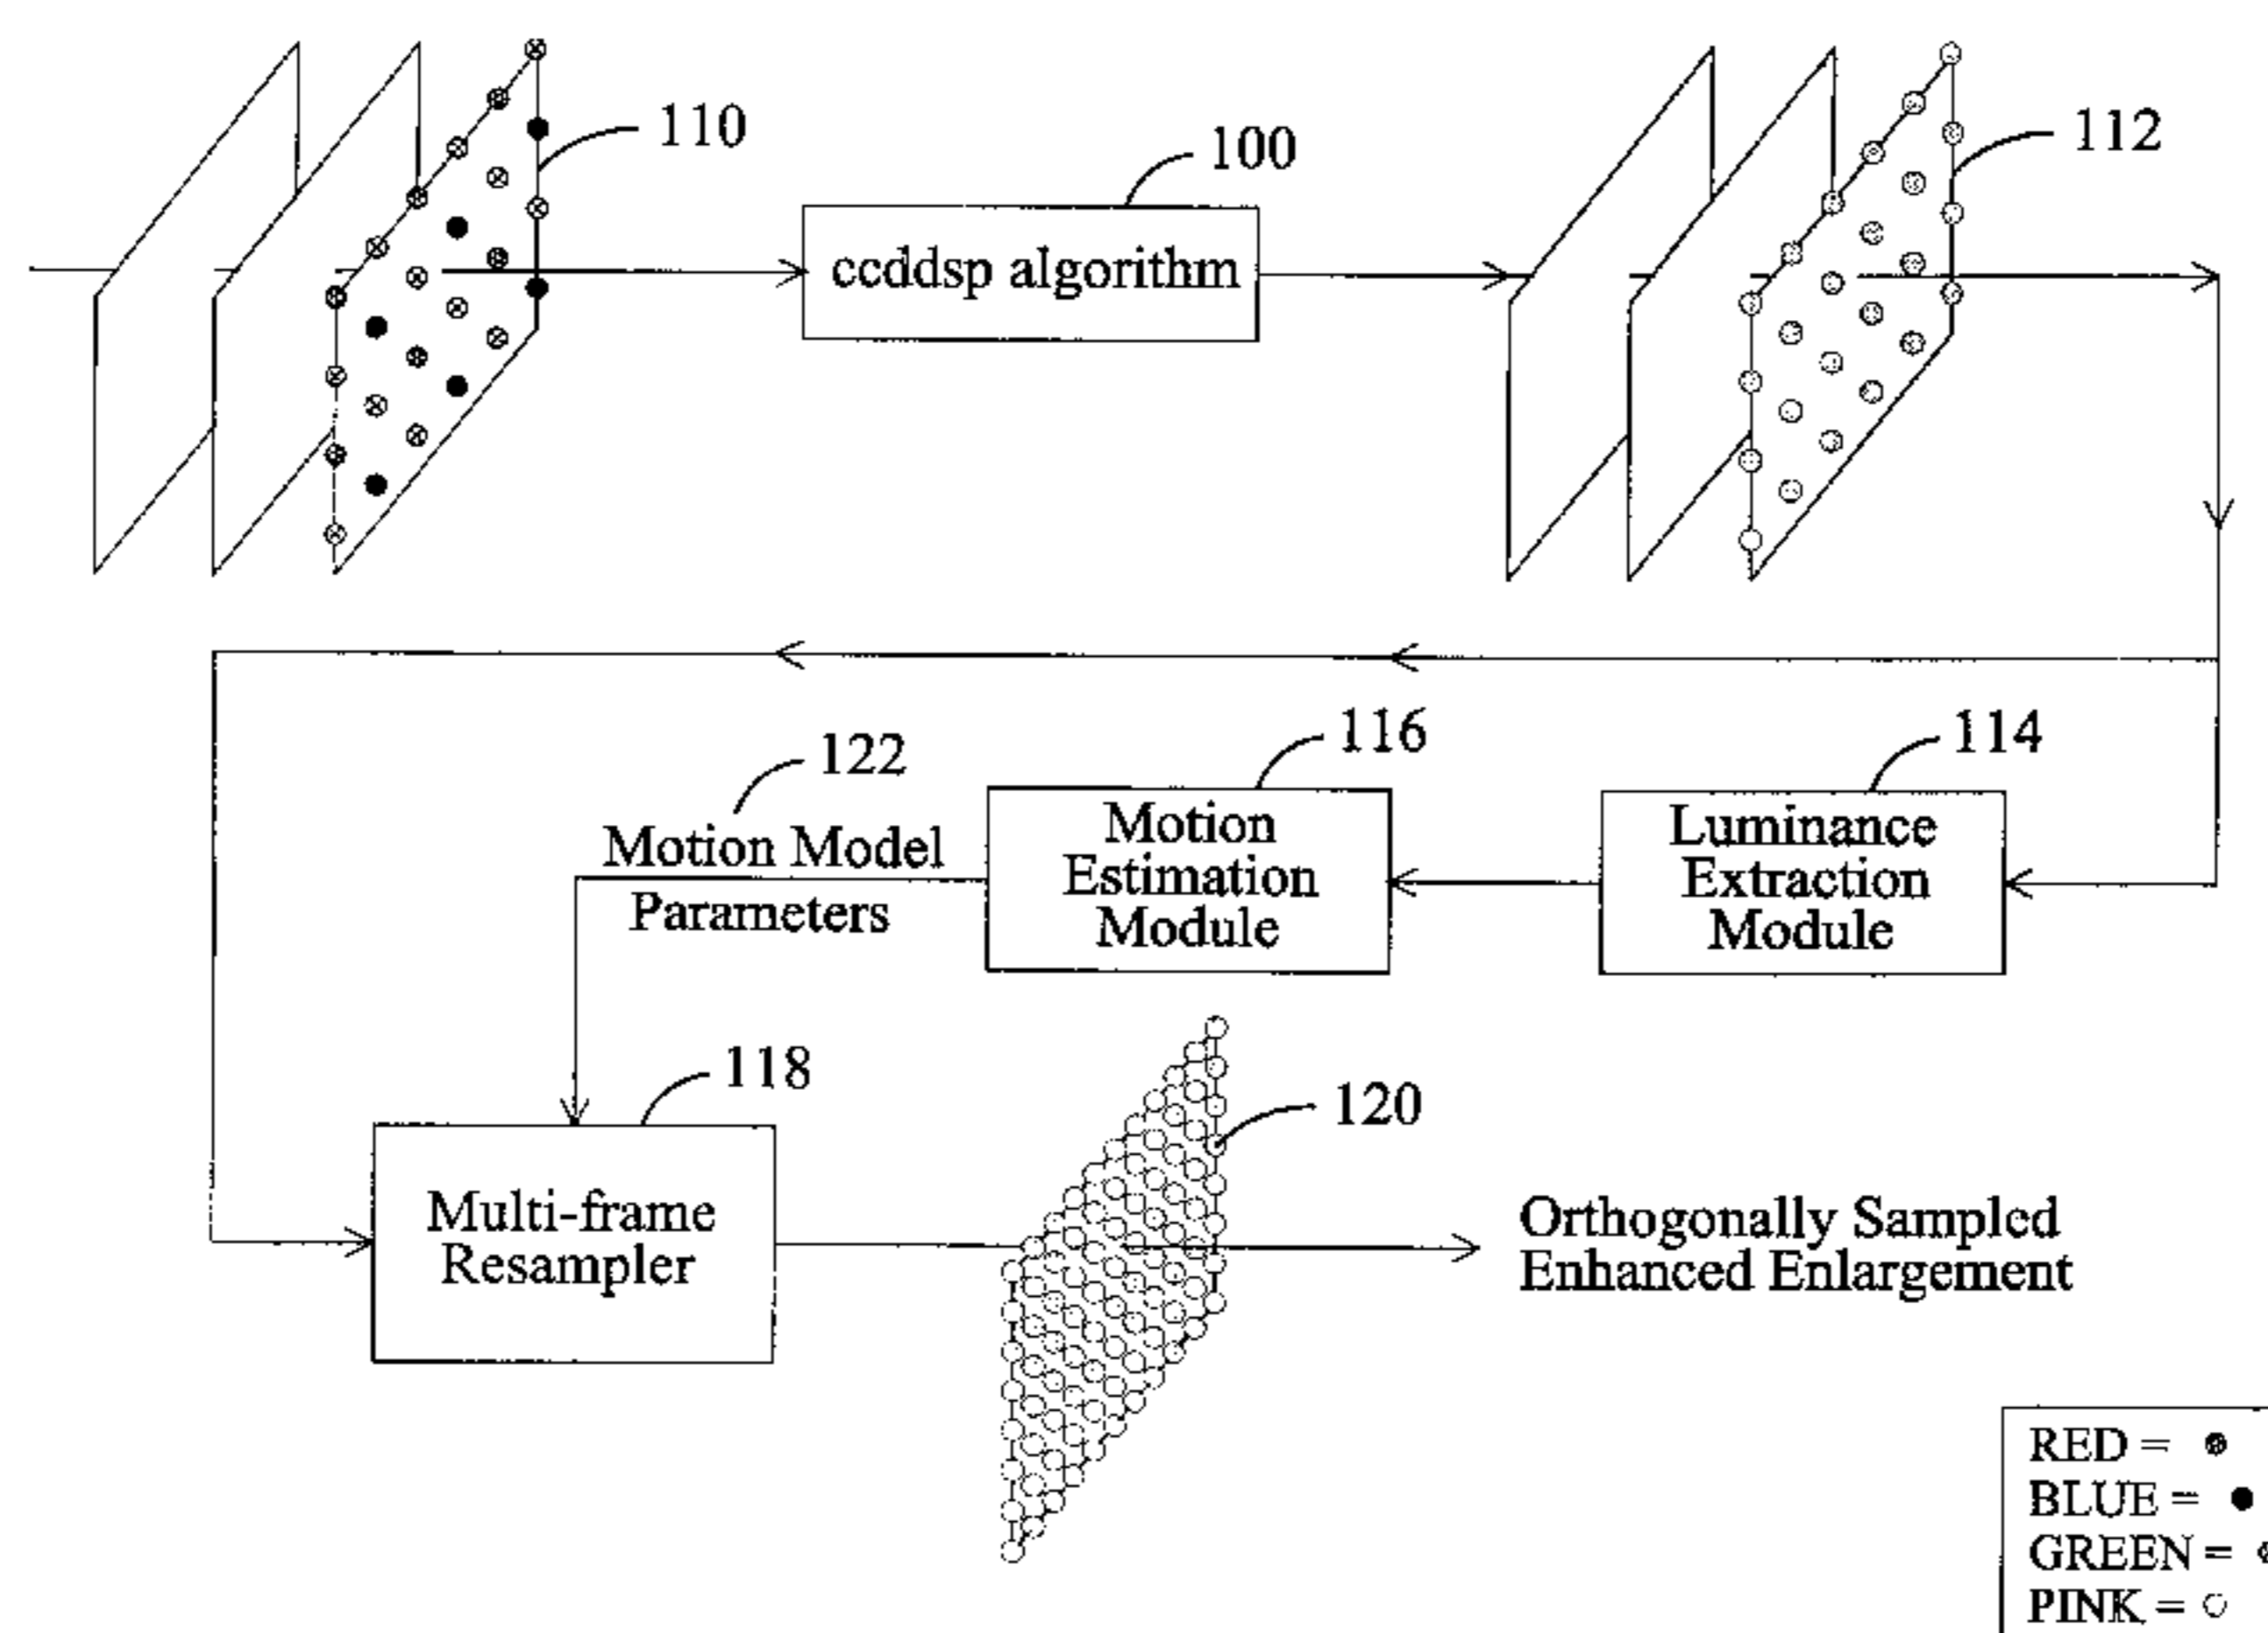 110
100
112
ccddsp algorithm
122
116
114
Motion Model
Parameters
Motion
Estimation
Module
Luminance
Extraction
Module
118
120
Multi-frame
Resampler
Orthogonally Sampled
Enhanced Enlargement
RED =
BLUE =
GREEN =
PINK =